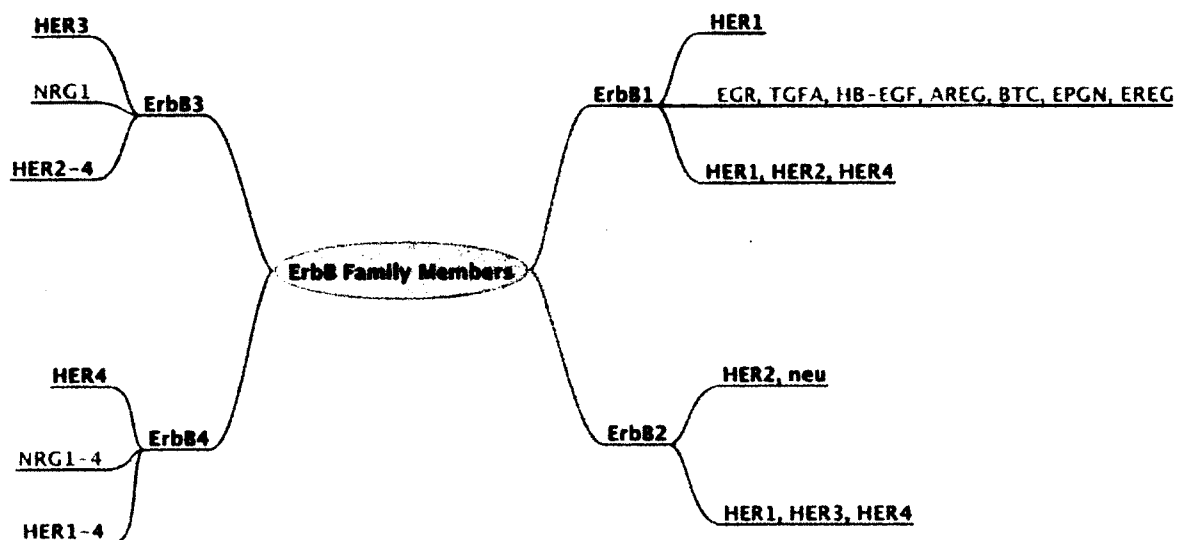 HER3
NRG1
ErbB3
HER2-4
HER1
ErbB1
EGR, TGFA, HB-EGF, AREG, BTC, EPGN, EREG
HER1, HER2, HER4
ErbB Family Members
HER4
ErbB4
NRG1-4
HER1-4
HER2, neu
ErbB2
HER1, HER3, HER4